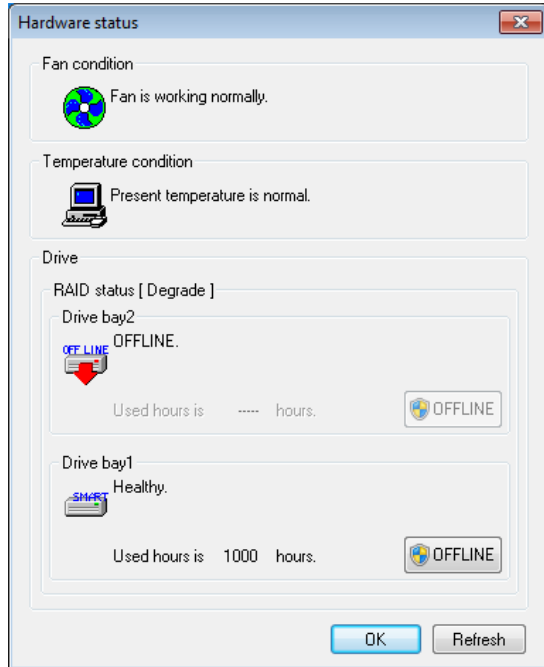 Hardware status
Fan condition
Fan is working normally.
Temperature condition
Present temperature is normal.
Drive
RAID status [ Degrade ]
Drive bay2
OFF LINE
OFFLINE.
Used hours is ----- hours.
OFFLINE
Drive bay1
SMART
Healthy.
Used hours is 1000 hours.
OFFLINE
OK
Refresh